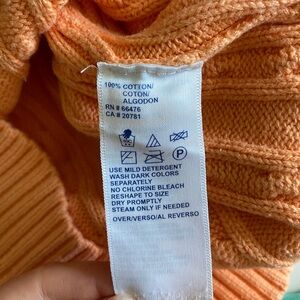 100% COTTON/
COTON/
ALGODON
RN # 66476
CA # 20781
P
USE MILD DETERGENT
WASH DARK COLORS
SEPARATELY
NO CHLORINE BLEACH
RESHAPE TO SIZE
DRY PROMPTLY
STEAM ONLY IF NEEDED
OVER/VERSO/AL REVERSO